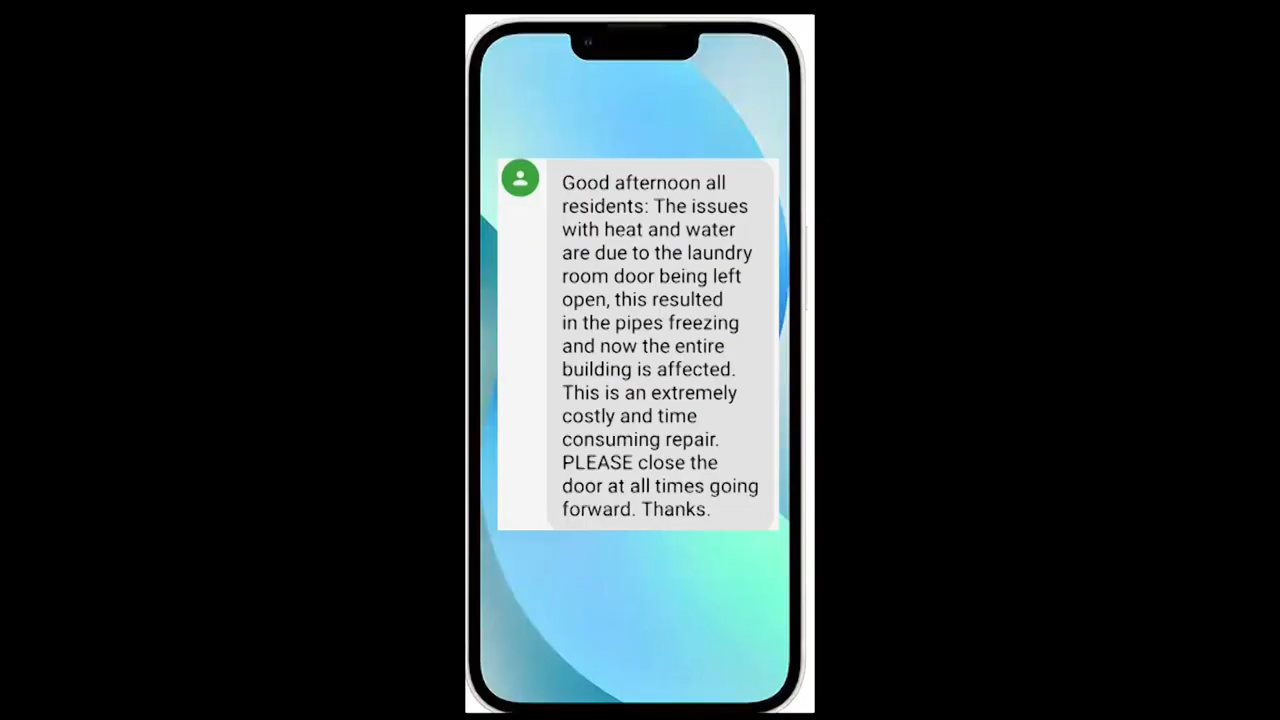 Good afternoon all
residents: The issues
with heat and water
are due to the laundry
room door being left
open, this resulted
in the pipes freezing
and now the entire
building is affected.
This is an extremely
costly and time
consuming repair.
PLEASE close the
door at all times going
forward. Thanks.